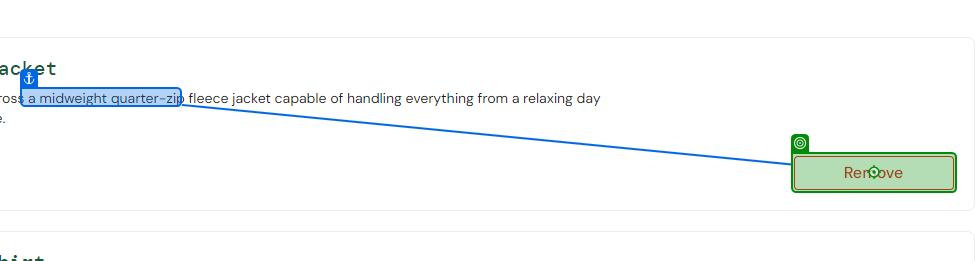 acket
ross a midweight quarter-zip fleece jacket capable of handling everything from a relaxing day
e.
Remove
hirt